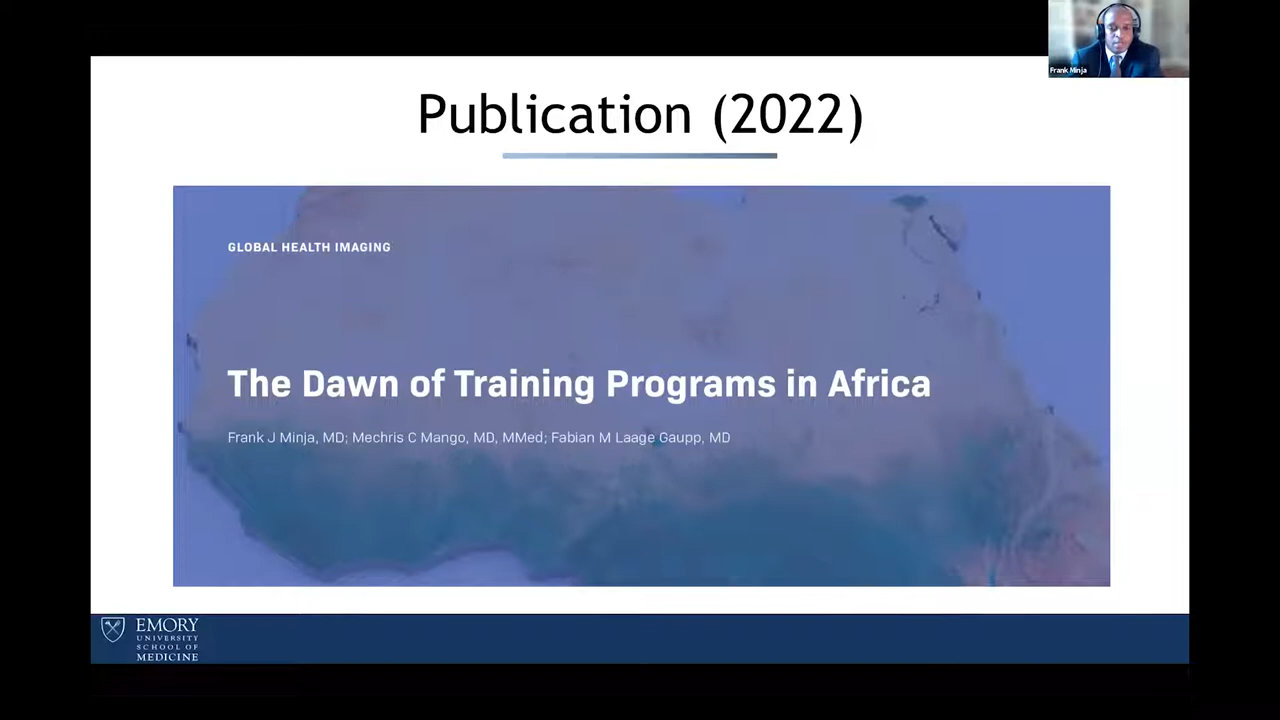 Frank Minja
Publication (2022)
GLOBAL HEALTH IMAGING
The Dawn of Training Programs in Africa
Frank J Minja, MD; Mechris C Mango, MD, MMed; Fabian M Laage Gaupp, MD
EMORY
UNIVERSITY
SCHOOL OF
MEDICINE